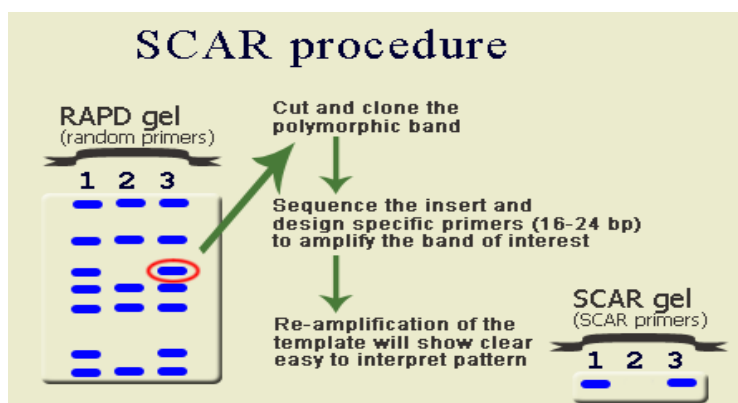 SCAR procedure
RAPD gel
(random primers)
1 2 3
Cut and clone the
polymorphic band
Sequence the insert and
design specific primers (16-24 bp)
to amplify the band of interest
Re-amplification of the
template will show clear
easy to interpret pattern
SCAR gel
(SCAR primers)
1 2 3